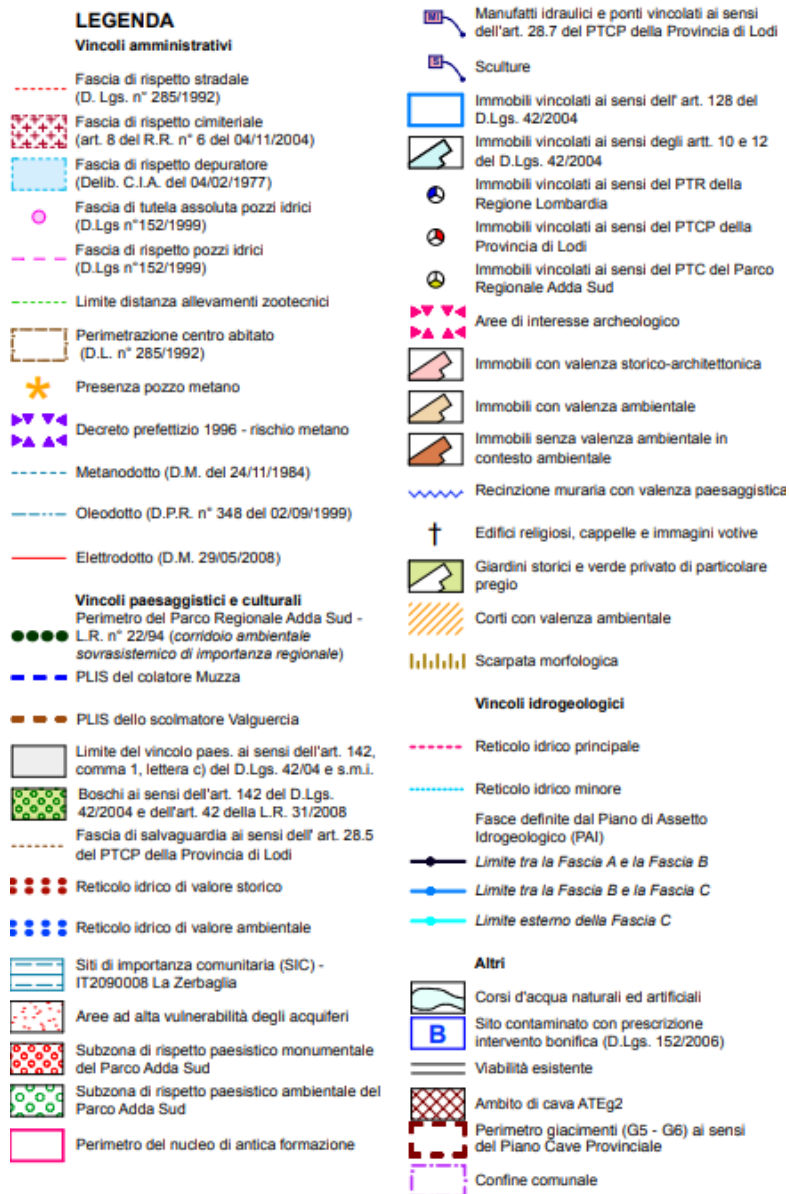 LEGENDA
Vincoli amministrativi
Fascia di rispetto stradale
(D. Lgs. n° 285/1992)
Fascia di rispetto cimiteriale
(art. 8 del R.R. n° 6 del 04/11/2004)
Fascia di rispetto depuratore
(Delib. C.I.A. del 04/02/1977)
Fascia di tutela assoluta pozzi idrici
(D.Lgs n°152/1999)
Fascia di rispetto pozzi idrici
(D.Lgs n°152/1999)
Limite distanza allevamenti zootecnici
Perimetrazione centro abitato
(D.L. n° 285/1992)
Presenza pozzo metano
Decreto prefettizio 1996 - rischio metano
Metanodotto (D.M. del 24/11/1984)
Oleodotto (D.P.R. n° 348 del 02/09/1999)
Elettrodotto (D.M. 29/05/2008)
Vincoli paesaggistici e culturali
Perimetro del Parco Regionale Adda Sud -
L.R. n° 22/94 (corridoio ambientale
sovrasistemico di importanza regionale)
PLIS del colatore Muzza
PLIS dello scolmatore Valguercia
Limite del vincolo paes. ai sensi dell'art. 142,
comma 1, lettera c) del D.Lgs. 42/04 e s.m.i.
Boschi ai sensi dell'art. 142 del D.Lgs.
42/2004 e dell'art. 42 della L.R. 31/2008
Fascia di salvaguardia ai sensi dell' art. 28.5
del PTCP della Provincia di Lodi
Reticolo idrico di valore storico
Reticolo idrico di valore ambientale
Siti di importanza comunitaria (SIC) -
IT2090008 La Zerbaglia
Aree ad alta vulnerabilità degli acquiferi
Subzona di rispetto paesistico monumentale
del Parco Adda Sud
Subzona di rispetto paesistico ambientale del
Parco Adda Sud
Perimetro del nucleo di antica formazione
MI
Manufatti idraulici e ponti vincolati ai sensi
dell'art. 28.7 del PTCP della Provincia di Lodi
S
Sculture
Immobili vincolati ai sensi dell' art. 128 del
D.Lgs. 42/2004
Immobili vincolati ai sensi degli artt. 10 e 12
del D.Lgs. 42/2004
Immobili vincolati ai sensi del PTR della
Regione Lombardia
Immobili vincolati ai sensi del PTCP della
Provincia di Lodi
Immobili vincolati ai sensi del PTC del Parco
Regionale Adda Sud
Aree di interesse archeologico
Immobili con valenza storico-architettonica
Immobili con valenza ambientale
Immobili senza valenza ambientale in
contesto ambientale
Recinzione muraria con valenza paesaggistica
Edifici religiosi, cappelle e immagini votive
Giardini storici e verde privato di particolare
pregio
Corti con valenza ambientale
Scarpata morfologica
Vincoli idrogeologici
Reticolo idrico principale
Reticolo idrico minore
Fasce definite dal Piano di Assetto
Idrogeologico (PAI)
Limite tra la Fascia A e la Fascia B
Limite tra la Fascia B e la Fascia C
Limite esterno della Fascia C
Altri
Corsi d'acqua naturali ed artificiali
B
Sito contaminato con prescrizione
intervento bonifica (D.Lgs. 152/2006)
Viabilità esistente
Ambito di cava ATEg2
Perimetro giacimenti (G5 - G6) ai sensi
del Piano Cave Provinciale
Confine comunale